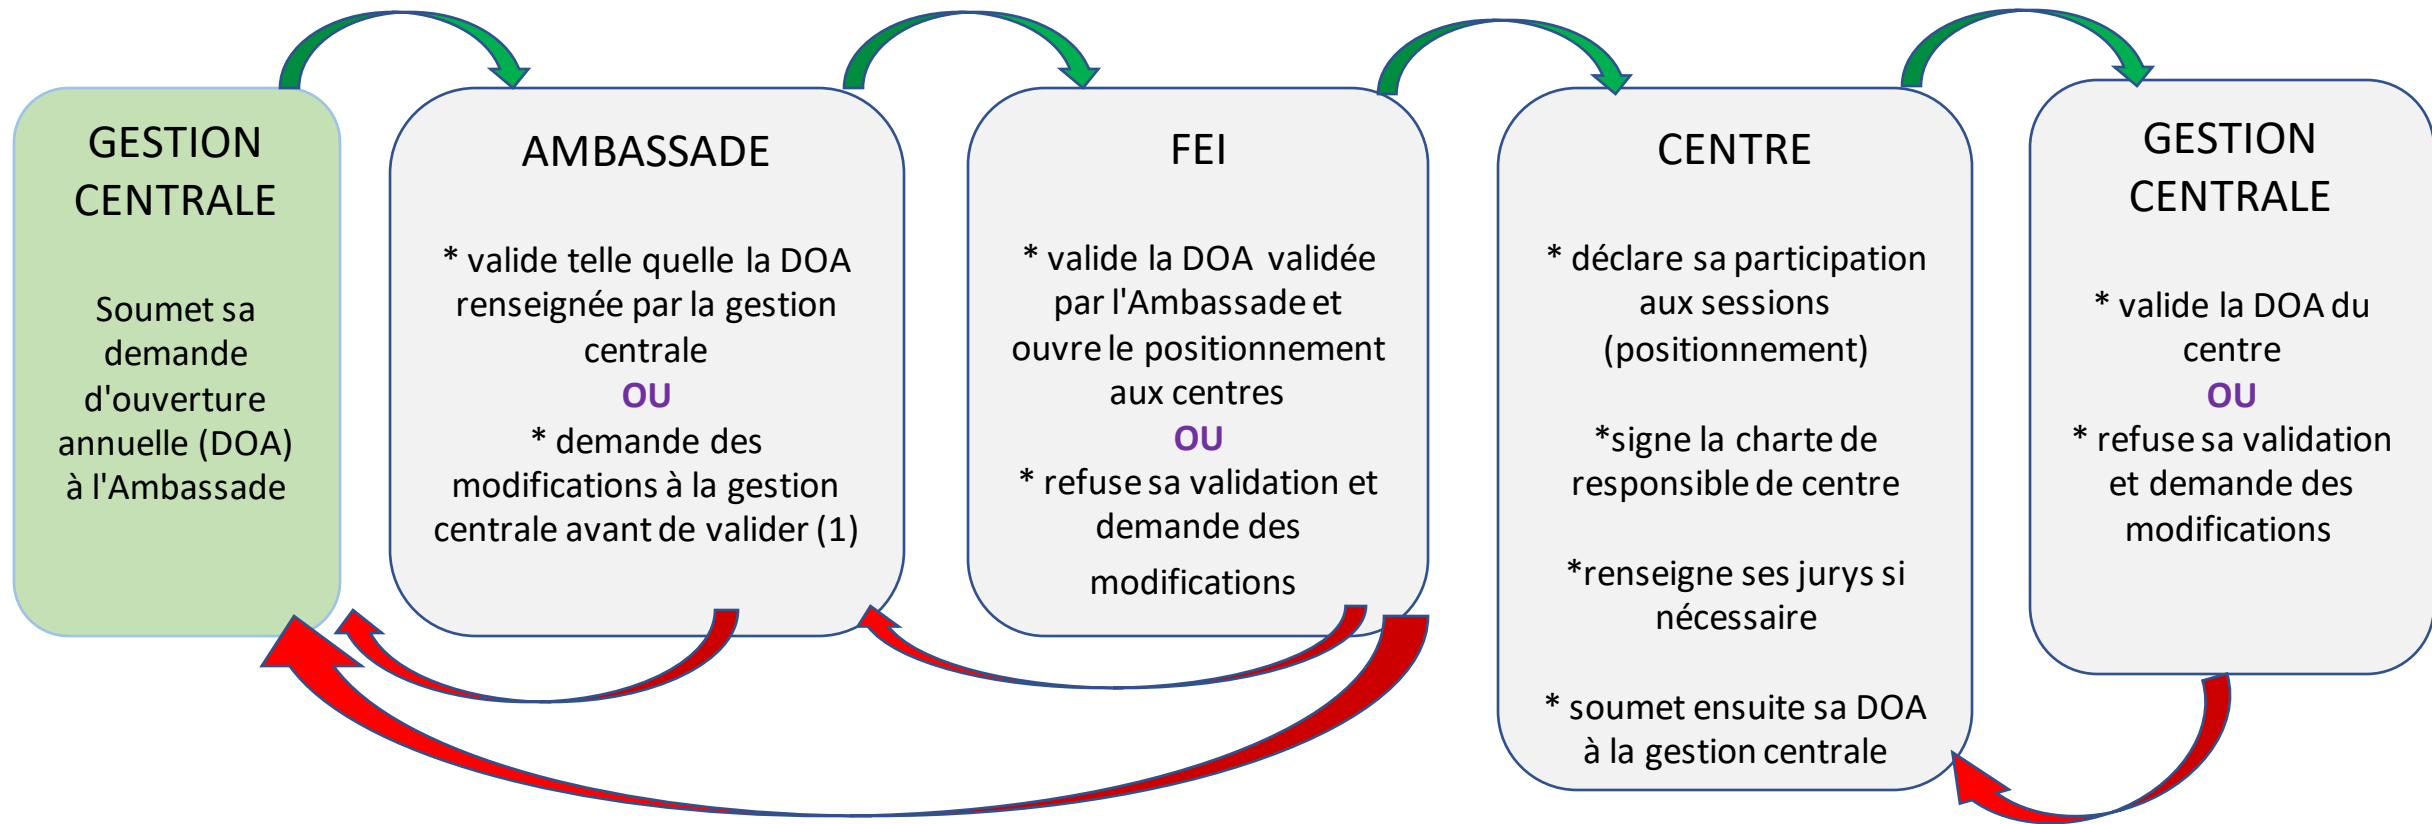 GESTION
CENTRALE
Soumet sa
demande
d'ouverture
annuelle (DOA)
à l'Ambassade
AMBASSADE
* valide telle quelle la DOA
renseignée par la gestion
centrale
OU
* demande des
modifications à la gestion
centrale avant de valider (1)
FEI
* valide la DOA validée
par l'Ambassade et
ouvre le positionnement
aux centres
OU
* refuse sa validation et
demande des
modifications
CENTRE
* déclare sa participation
aux sessions
(positionnement)
*signe la charte de
responsible de centre
*renseigne ses jurys si
nécessaire
* soumet ensuite sa DOA
à la gestion centrale
GESTION
CENTRALE
* valide la DOA du
centre
OU
* refuse sa validation
et demande des
modifications